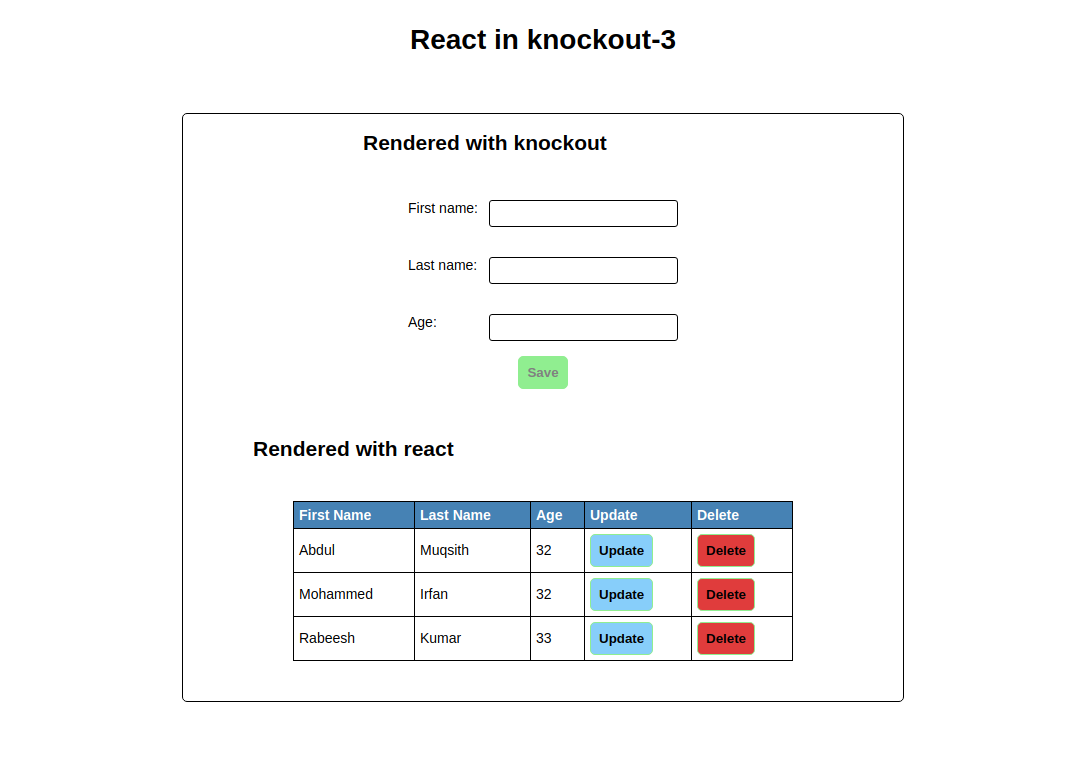 React in knockout-3
Rendered with knockout
First name:
Last name:
Age:
Save
Rendered with react
First Name Last Name Age Update Delete
Abdul Muqsith 32 Update Delete
Mohammed Irfan 32 Update Delete
Rabeesh Kumar 33 Update Delete